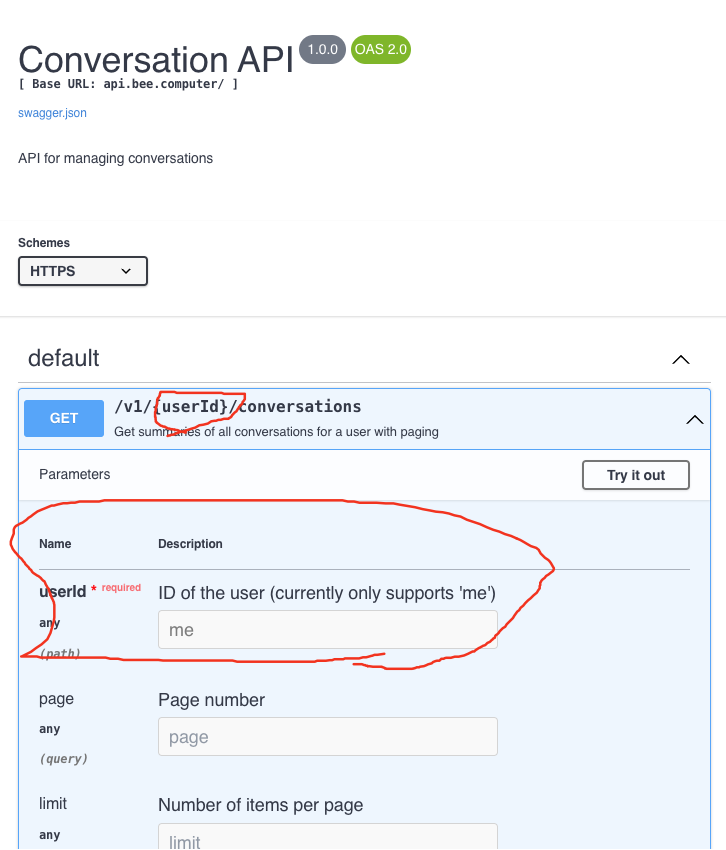 Conversation API 1.0.0 OAS 2.0
[ Base URL: api.bee.computer/ ]
swagger.json
API for managing conversations
Schemes
HTTPS
default
GET /v1/{userId}/conversations
Get summaries of all conversations for a user with paging
Parameters
Try it out
Name Description
userId * required ID of the user (currently only supports 'me')
any me
(path)
page Page number
any page
(query)
limit Number of items per page
any limit